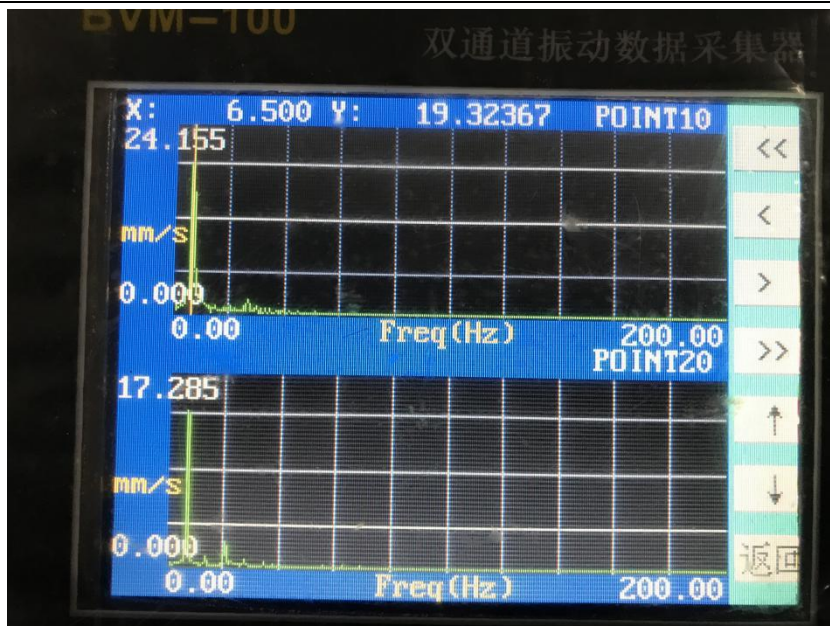 BVM-100
双通道振动数据采集器
X: 6.500 Y: 19.32367 POINT10
24.155
<<
<
mm/s
>
0.000
0.00 Freq(Hz) 200.00
>>
POINT20
17.285
↑
mm/s
↓
0.000
返回
0.00 Freq(Hz) 200.00